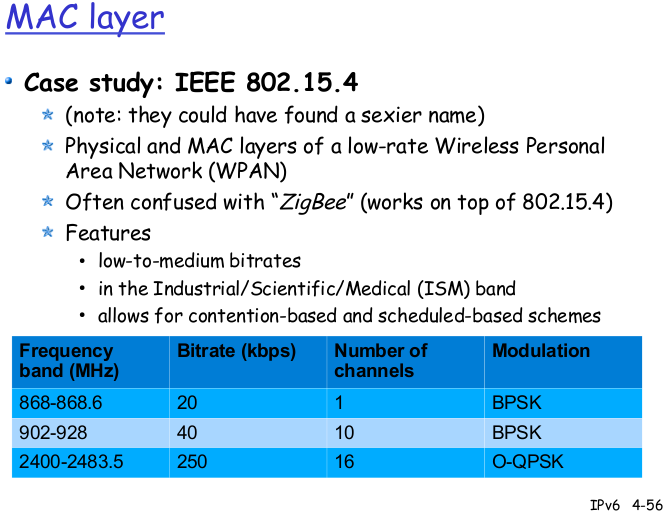 MAC layer
Case study: IEEE 802.15.4
(note: they could have found a sexier name)
Physical and MAC layers of a low-rate Wireless Personal
Area Network (WPAN)
Often confused with “ZigBee” (works on top of 802.15.4)
Features
low-to-medium bitrates
in the Industrial/Scientific/Medical (ISM) band
allows for contention-based and scheduled-based schemes
Frequency band (MHz) Bitrate (kbps) Number of channels Modulation
868-868.6 20 1 BPSK
902-928 40 10 BPSK
2400-2483.5 250 16 O-QPSK
IPv6 4-56